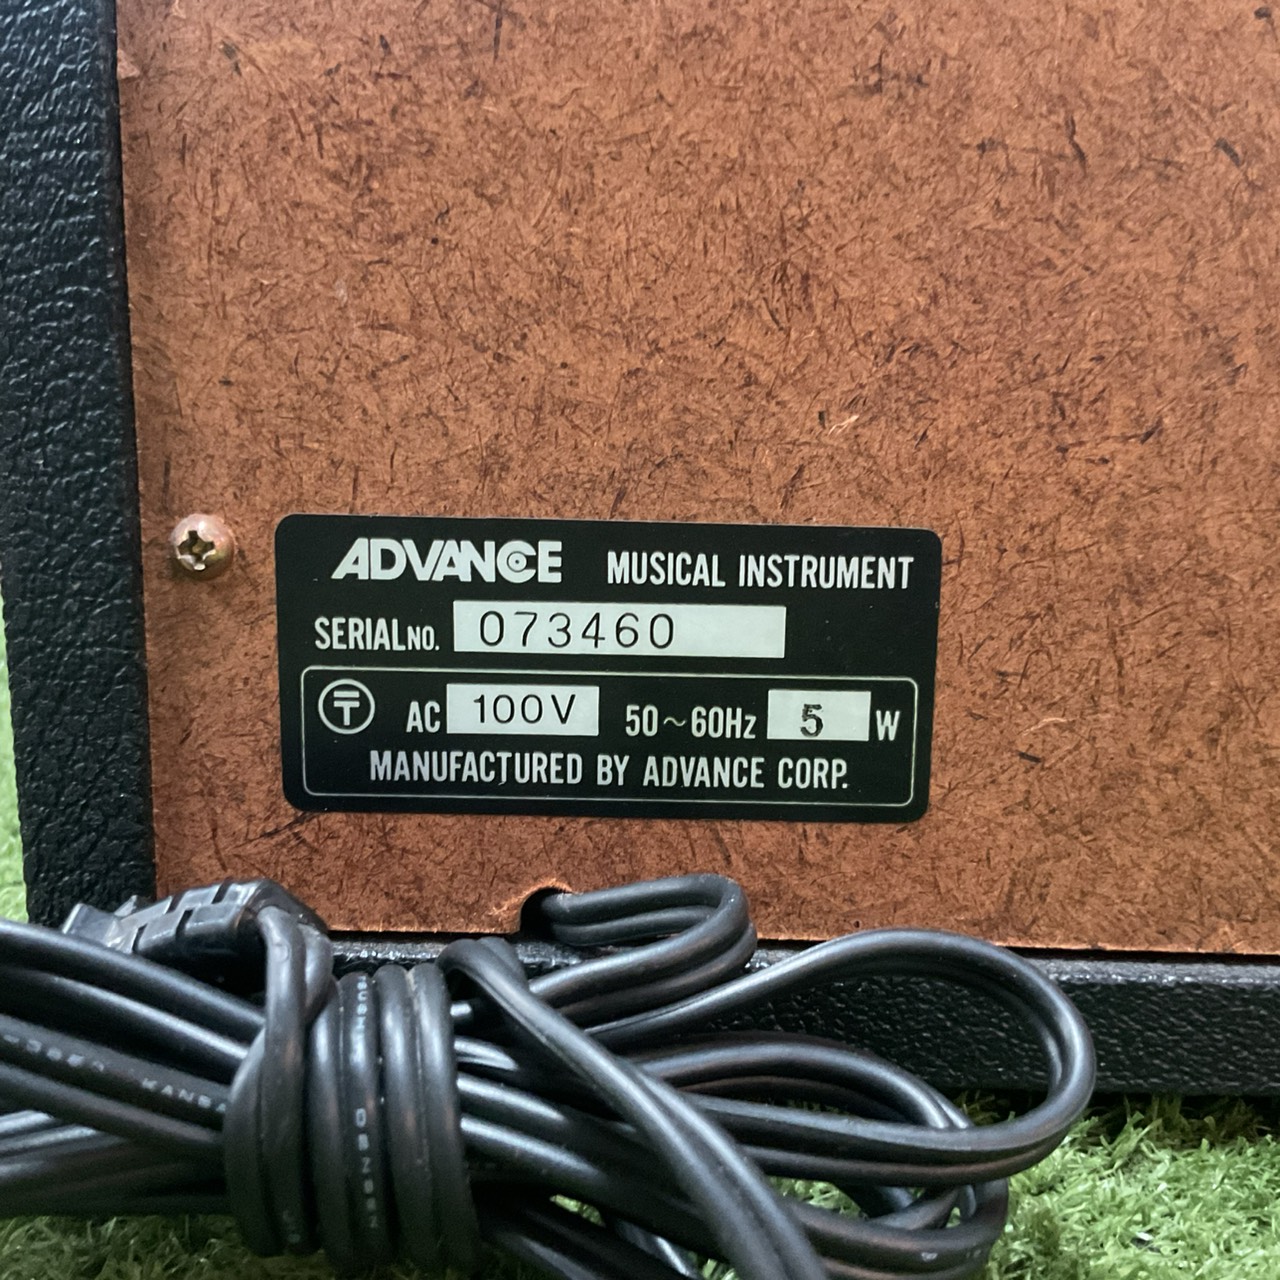 ADVANCE MUSICAL INSTRUMENT
SERIAL NO. 073460
〒 AC 100V 50～60Hz 5 W
MANUFACTURED BY ADVANCE CORP.